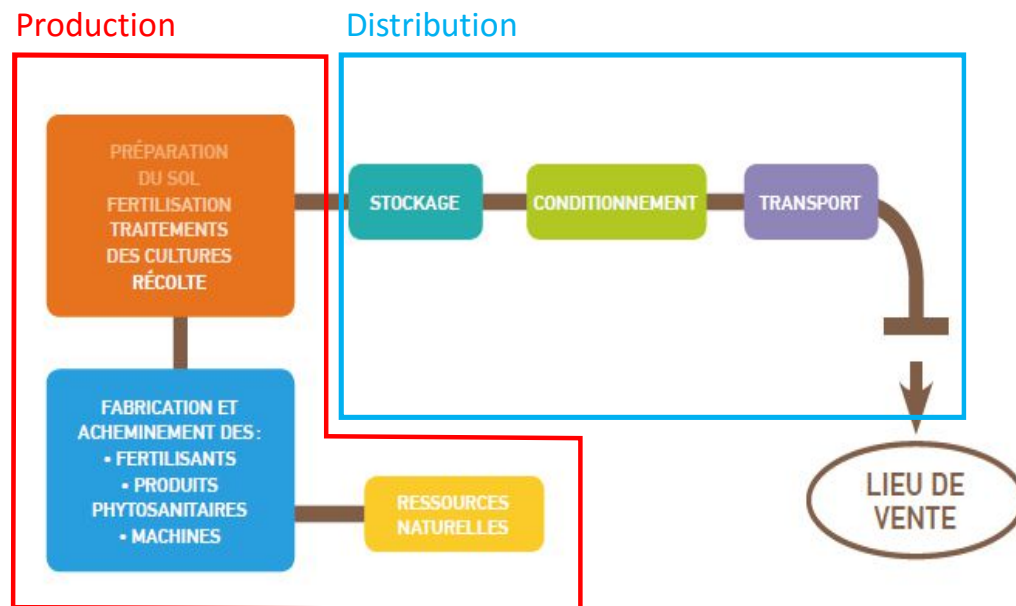 Production
Distribution
PRÉPARATION
DU SOL
FERTILISATION
TRAITEMENTS
DES CULTURES
RÉCOLTE
STOCKAGE
CONDITIONNEMENT
TRANSPORT
FABRICATION ET
ACHEMINEMENT DES :
• FERTILISANTS
• PRODUITS
PHYTOSANITAIRES
• MACHINES
RESSOURCES
NATURELLES
LIEU DE
VENTE